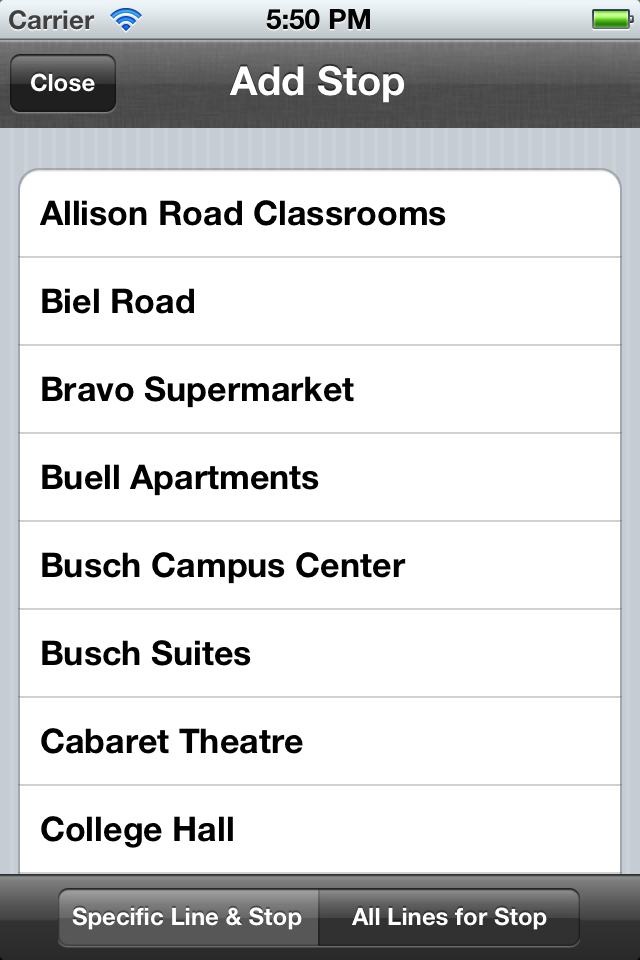 Carrier 5:50 PM
Close Add Stop
Allison Road Classrooms
Biel Road
Bravo Supermarket
Buell Apartments
Busch Campus Center
Busch Suites
Cabaret Theatre
College Hall
Specific Line & Stop All Lines for Stop